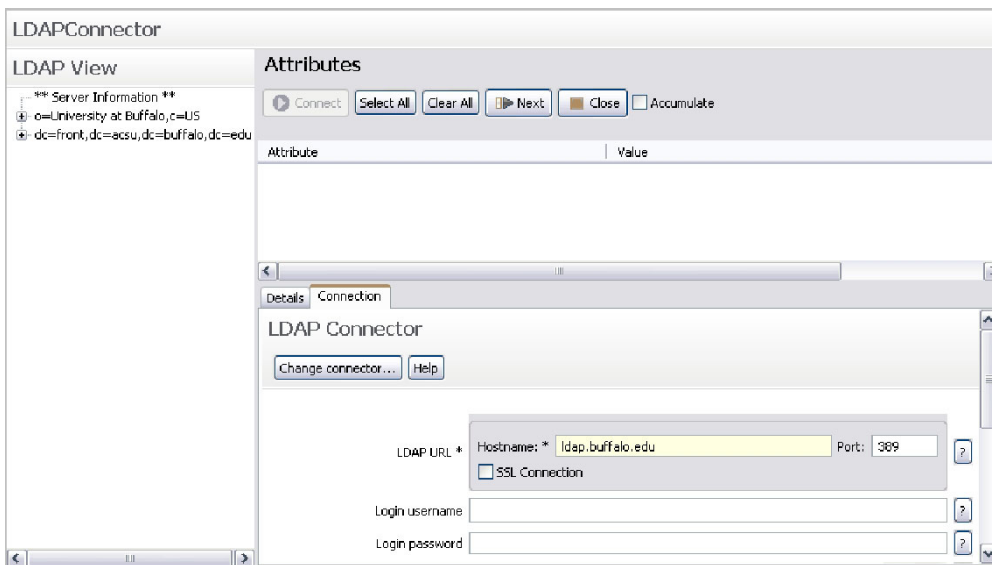 LDAPConnector
LDAP View
** Server Information **
o=University at Buffalo,c=US
dc=front,dc=acsu,dc=buffalo,dc=edu
Attributes
Connect Select All Clear All Next Close Accumulate
Attribute Value
Details Connection
LDAP Connector
Change connector... Help
LDAP URL * Hostname: * ldap.buffalo.edu Port: 389 ?
SSL Connection
Login username ?
Login password ?